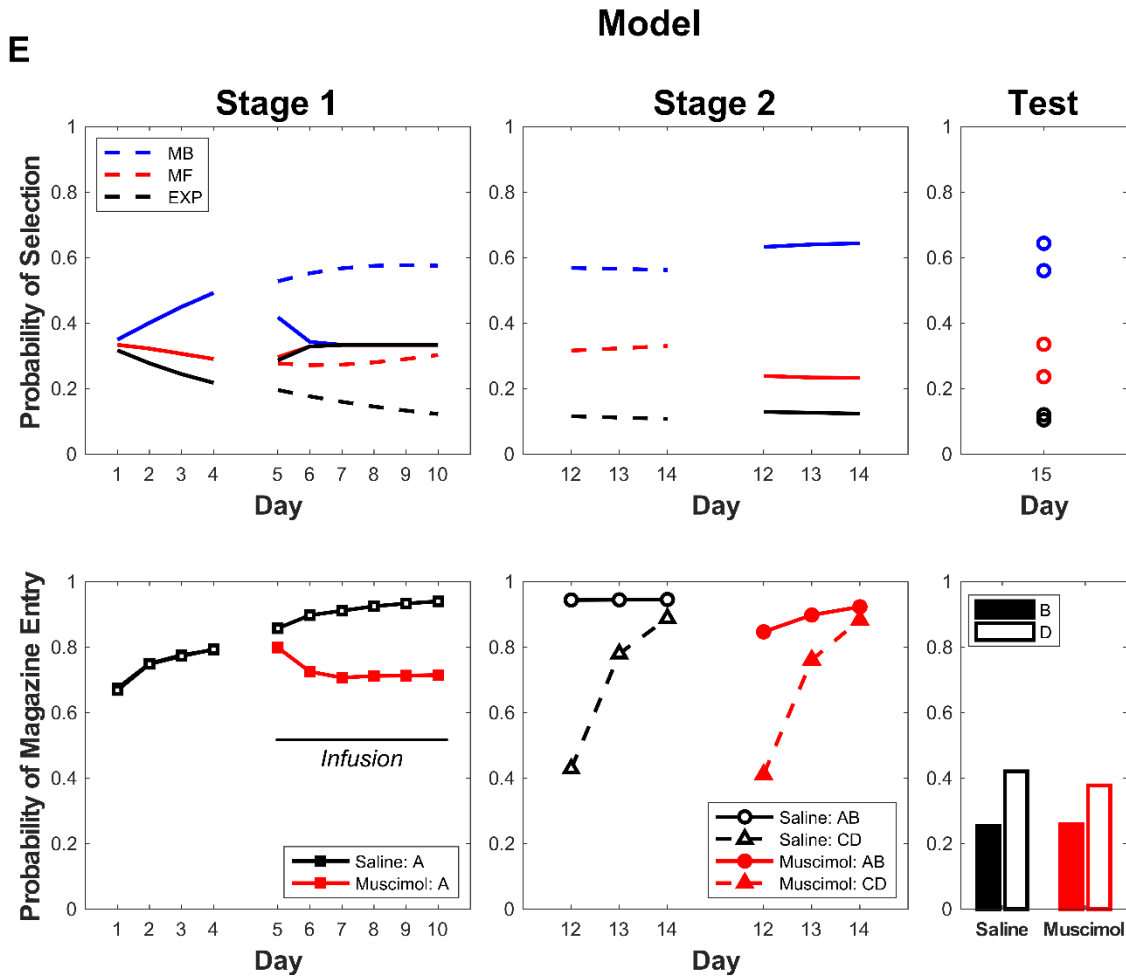 Model
E
Stage 1
Stage 2
Test
Probability of Selection
1
0.8
0.6
0.4
0.2
0
MB
MF
EXP
1 2 3 4 5 6 7 8 9 10
Day
12 13 14 12 13 14
Day
15
Day
Probability of Magazine Entry
1
0.8
0.6
0.4
0.2
0
Infusion
Saline: A
Muscimol: A
1 2 3 4 5 6 7 8 9 10
Day
Saline: AB
Saline: CD
Muscimol: AB
Muscimol: CD
12 13 14 12 13 14
Day
B
D
Saline Muscimol